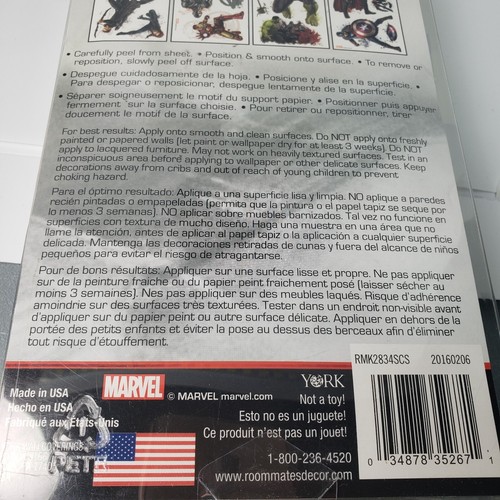 • Carefully peel from sheet. • Position & smooth onto surface. • To remove or
reposition, slowly peel off surface.
• Despegue cuidadosamente de la hoja. • Posicione y alise en la superficie. •
Para despegar o reposicionar, despegue lentamente de la superficie.
• Séparer soigneusement le motif du support papier. • Positionner puis appuyer
fermement sur la surface choisie. • Pour retirer ou repositionner, tirer
doucement le motif de la surface.
For best results: Apply onto smooth and clean surfaces. Do NOT apply onto freshly
painted or papered walls (let paint or wallpaper dry for at least 3 weeks). Do NOT
apply to lacquered furniture. May not work on heavily textured surfaces. Test in an
inconspicuous area before applying to wallpaper or other delicate surfaces. Keep
decorations away from cribs and out of reach of young children to prevent
choking hazard.
Para el óptimo resultado: Aplique a una superficie lisa y limpia. NO aplique a paredes
recién pintadas o empapeladas (permita que la pintura o el papel tapiz se seque por
lo menos 3 semanas). NO aplicar sobre muebles barnizados. Tal vez no funcione en
superficies con textura de mucho diseño. Haga una muestra en una área que no
llame la atención, antes de aplicar al papel tapiz o la aplicación a cualquier superficie
delicada. Mantenga las decoraciones retiradas de cunas y fuera del alcance de niños
pequeños para evitar el riesgo de atragantarse.
Pour de bons résultats: Appliquer sur une surface lisse et propre. Ne pas appliquer
sur de la peinture fraiche ou du papier peint fraichement posé (laisser sécher au
moins 3 semaines). Nes pas appliquer sur des meubles laqués. Risque d'adhérence
amoindrie sur des surfaces très texturées. Tester dans un endroit non-visible avant
d'appliquer sur du papier peint ou autre surface délicate. Appliquer en dehors de la
portée des petits enfants et éviter la pose au dessus des berceaux afin d'éliminer
tout risque d'étouffement.
RMK2834SCS 20160206
Made in USA
Hecho en USA
Fabriqué aux États-Unis
MARVEL © MARVEL marvel.com
YORK
Not a toy!
Esto no es un juguete!
Ce produit n'est pas un jouet!
1-800-236-4520
www.roommatesdecor.com
0 34878 35267 1